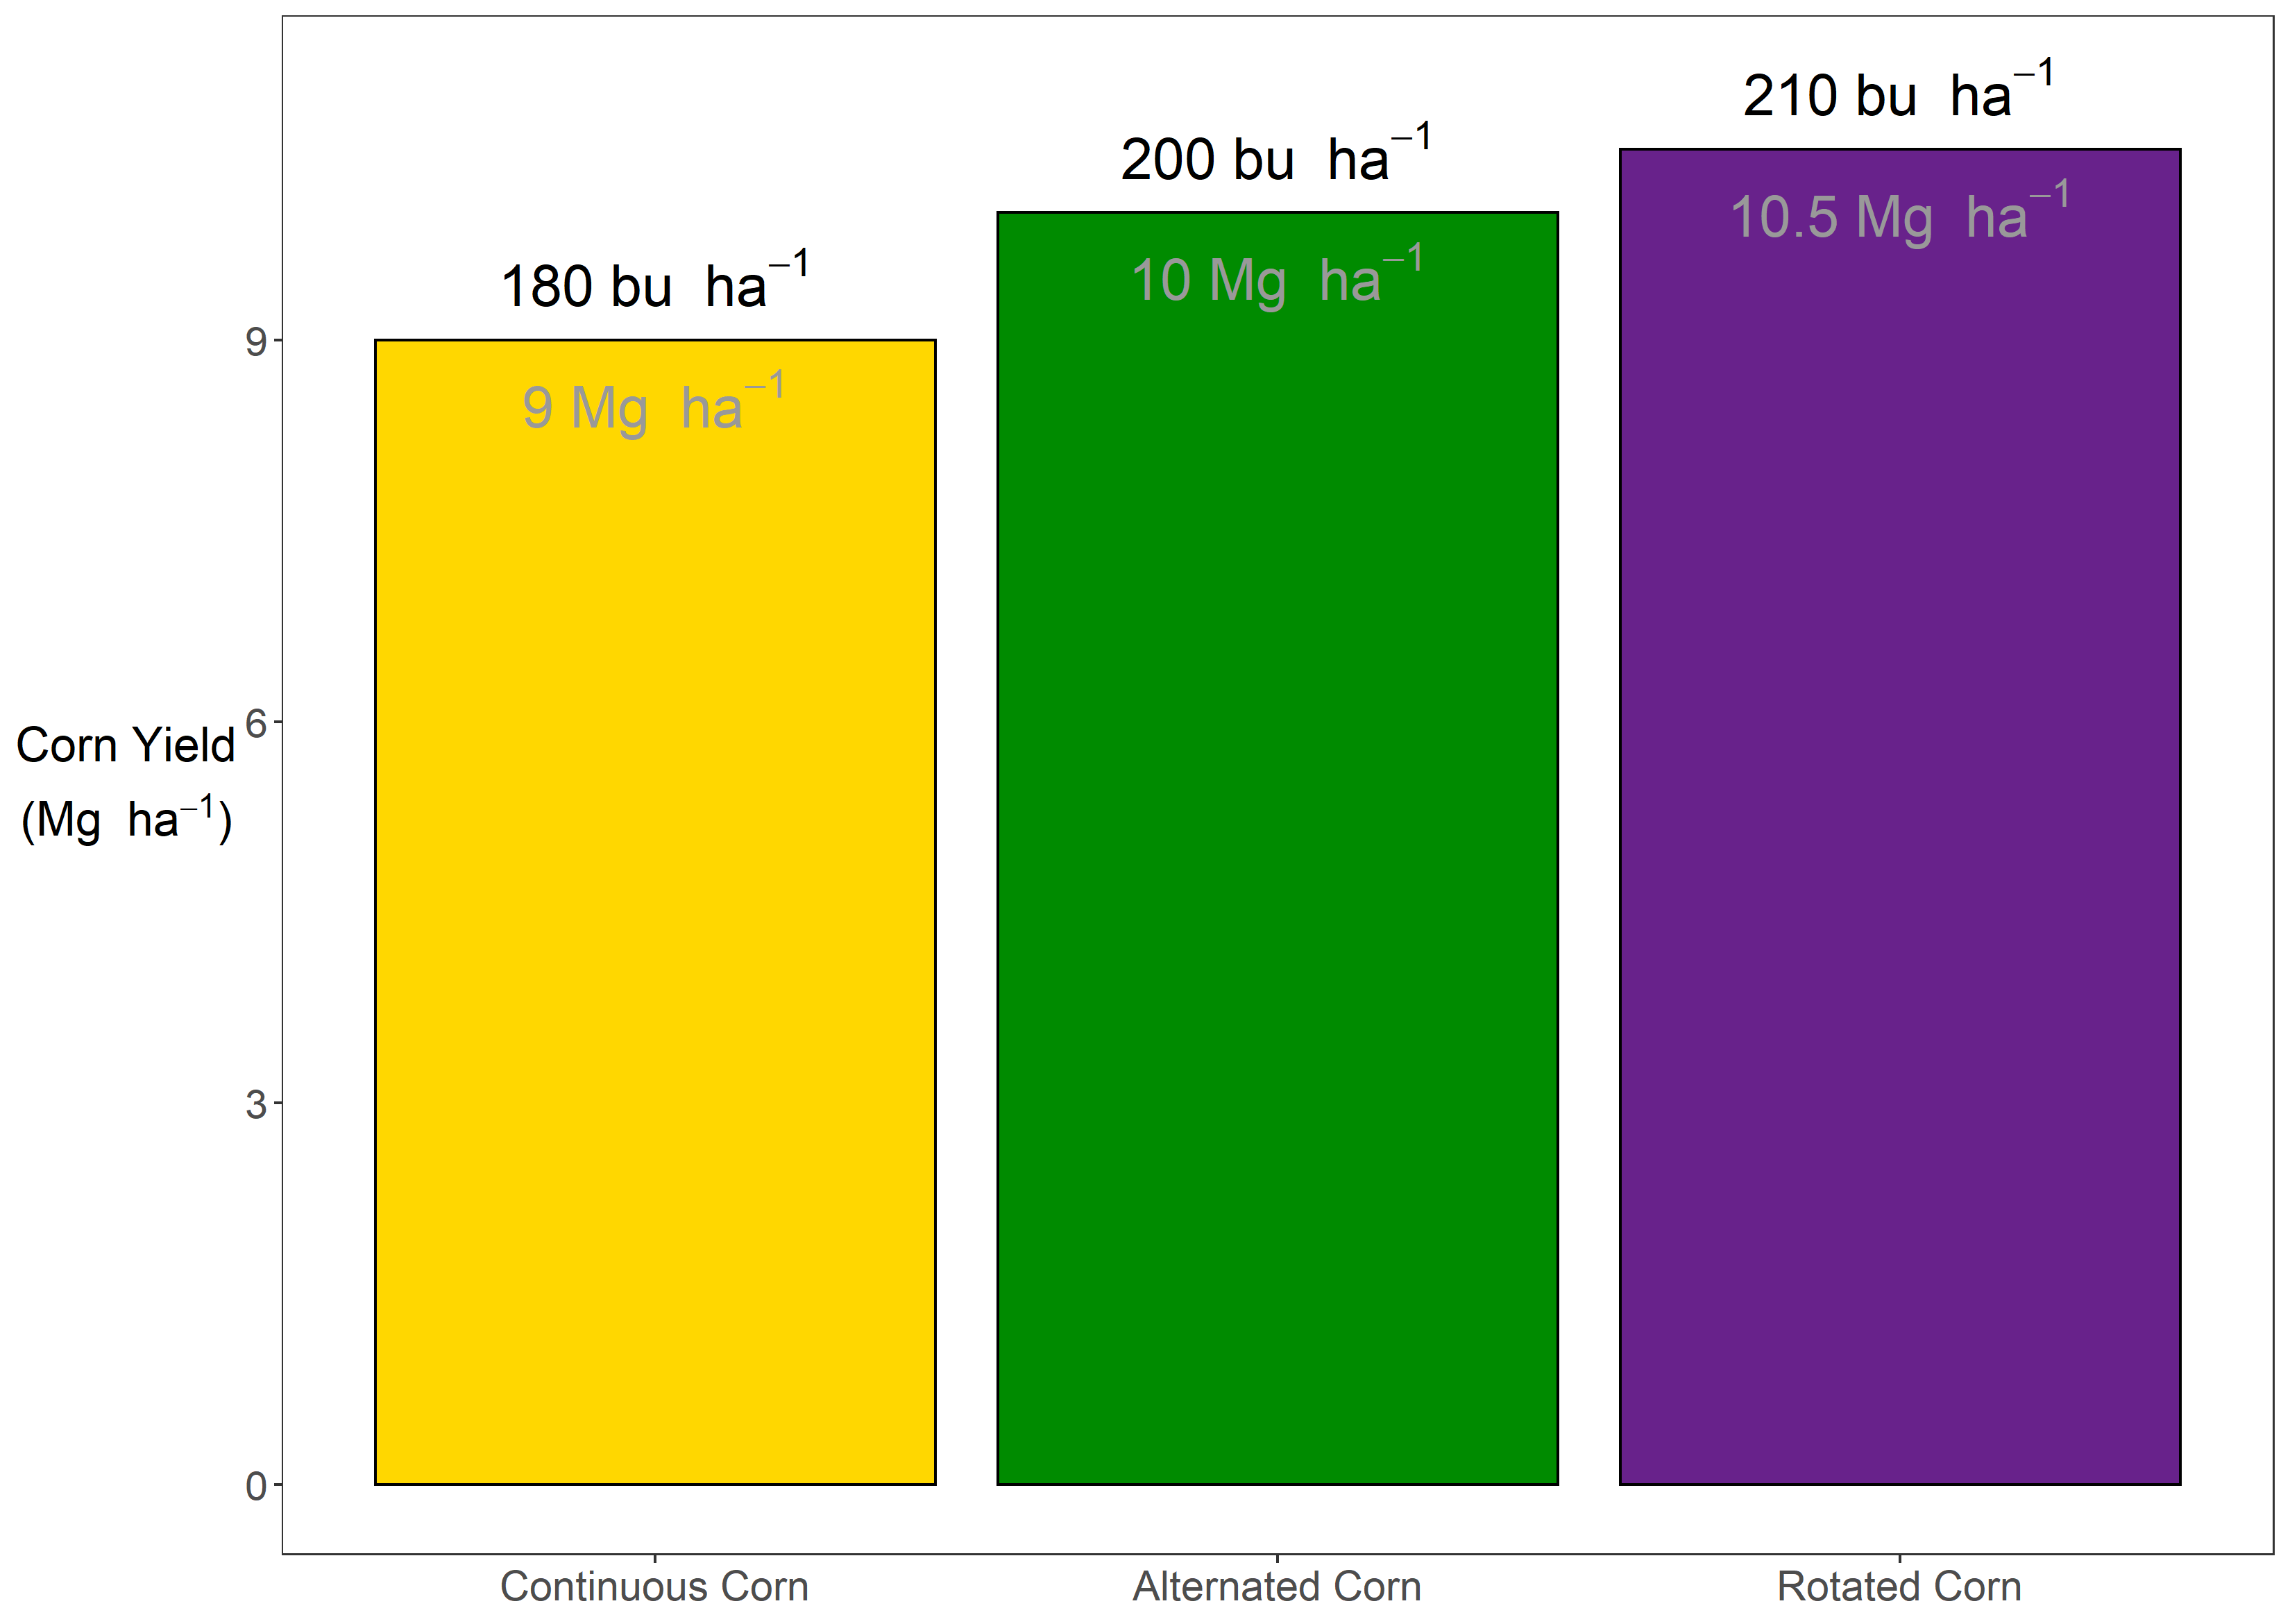 210 bu ha⁻¹
200 bu ha⁻¹
10.5 Mg ha⁻¹
180 bu ha⁻¹
10 Mg ha⁻¹
9
9 Mg ha⁻¹
6
Corn Yield
(Mg ha⁻¹)
3
0
Continuous Corn
Alternated Corn
Rotated Corn